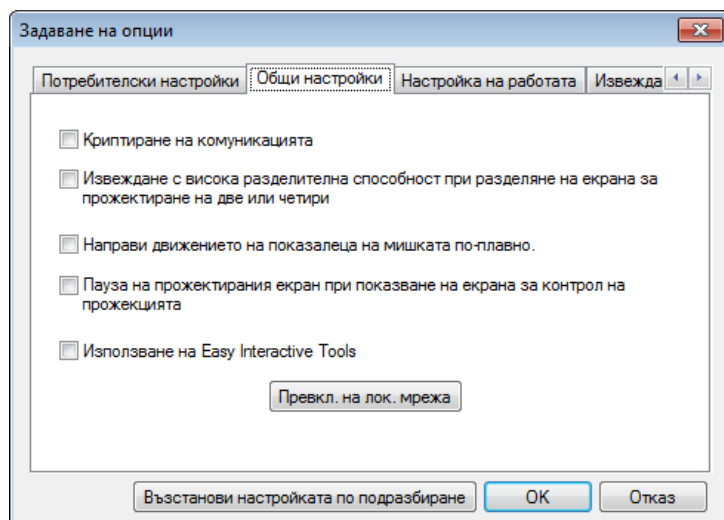 Задаване на опции
Потребителски настройки Общи настройки Настройка на работата Извежда
Криптиране на комуникацията
Извеждане с висока разделителна способност при разделяне на екрана за
прожектиране на две или четири
Направи движението на показалеца на мишката по-плавно.
Пауза на прожектирания екран при показване на екрана за контрол на
прожекцията
Използване на Easy Interactive Tools
Превкл. на лок. мрежа
Възстанови настройката по подразбиране OK Отказ